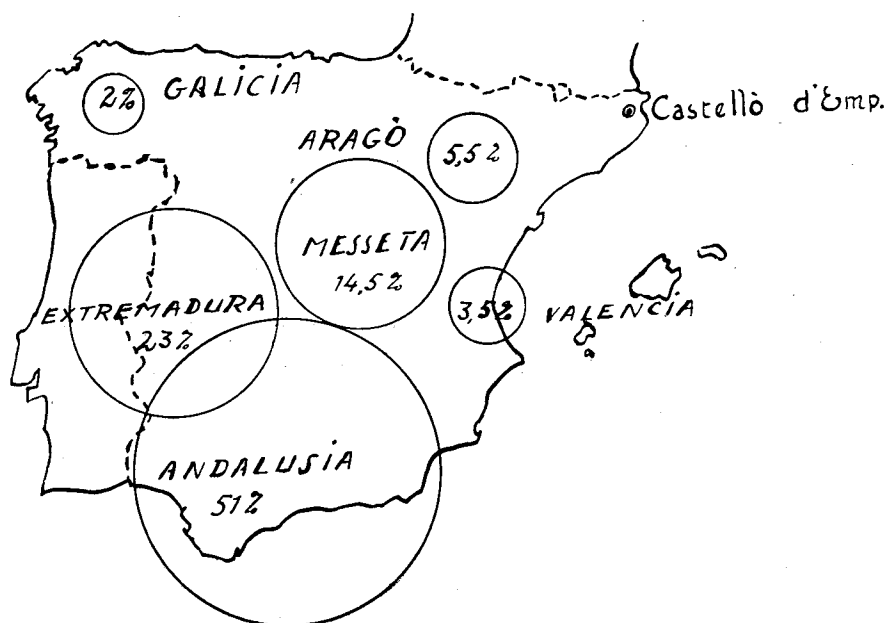 2% GALICIA
Castellò d'Emp.
ARAGÒ 5,5%
MESSETA
14,5%
EXTREMADURA
23%
3,5% VALENCIA
ANDALUSIA
51%